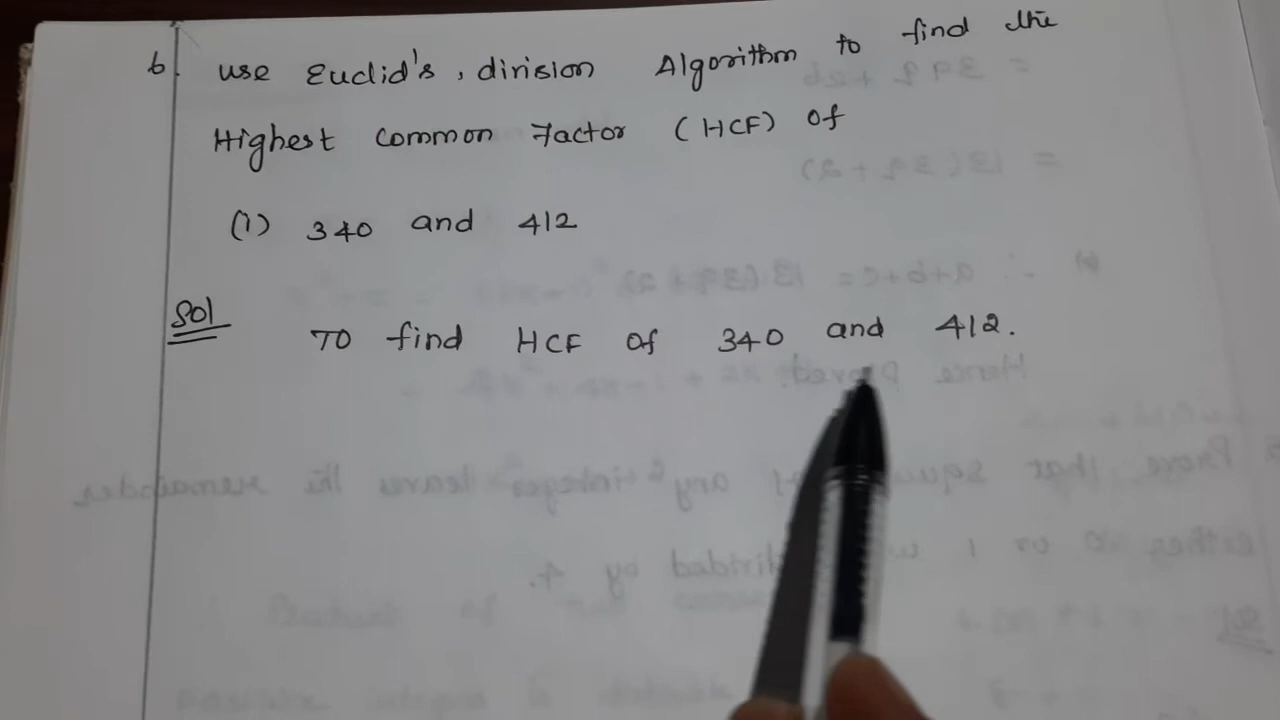 6. Use Euclid's, division Algorithm to find the
Highest Common Factor (HCF) of
(1) 340 and 412
Sol
To find HCF of 340 and 412.